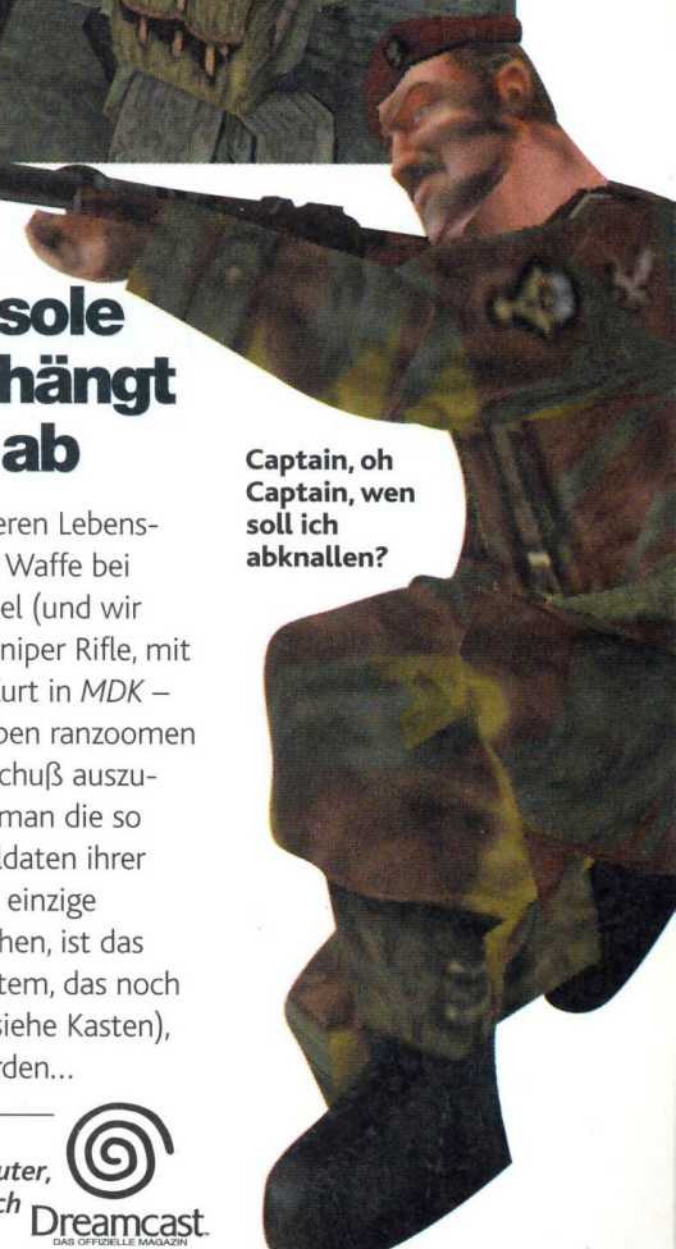 sole
hängt
ab
Captain, oh
Captain, wen
soll ich
abknallen?
eren Lebens-
Waffe bei
el (und wir
niper Rifle, mit
urt in MDK –
ben ranzoomen
chuß auszu-
man die so
ldaten ihrer
einzige
hen, ist das
tem, das noch
siehe Kasten),
rden...
uter,
ch
Dreamcast
DAS OFFIZIELLE MAGAZIN